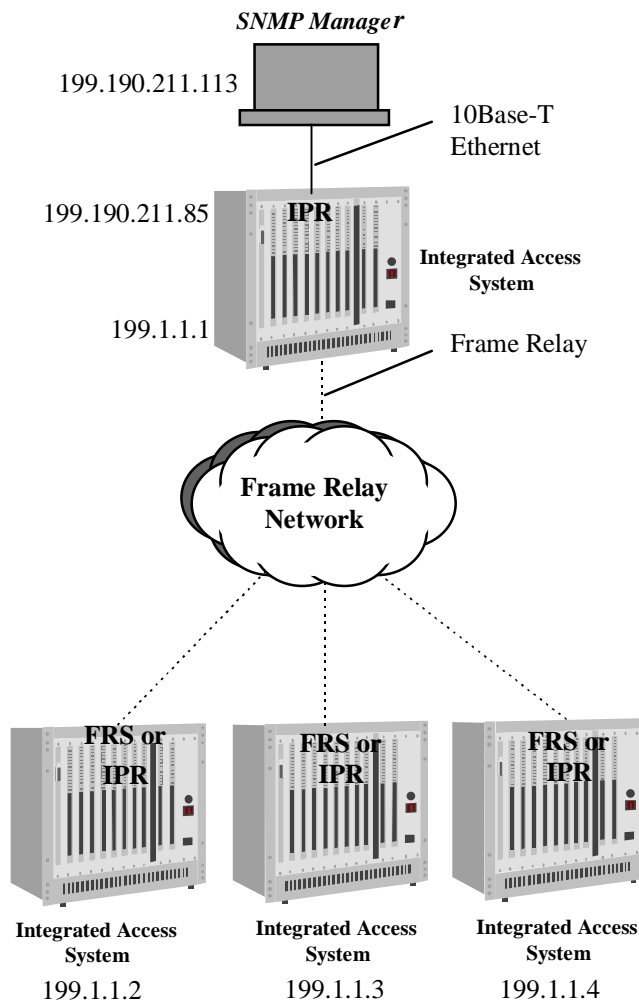 SNMP Manager
199.190.211.113
10Base-T
Ethernet
199.190.211.85
IPR
Integrated Access
System
199.1.1.1
Frame Relay
Frame Relay
Network
FRS or
IPR
FRS or
IPR
FRS or
IPR
Integrated Access
System
199.1.1.2
Integrated Access
System
199.1.1.3
Integrated Access
System
199.1.1.4